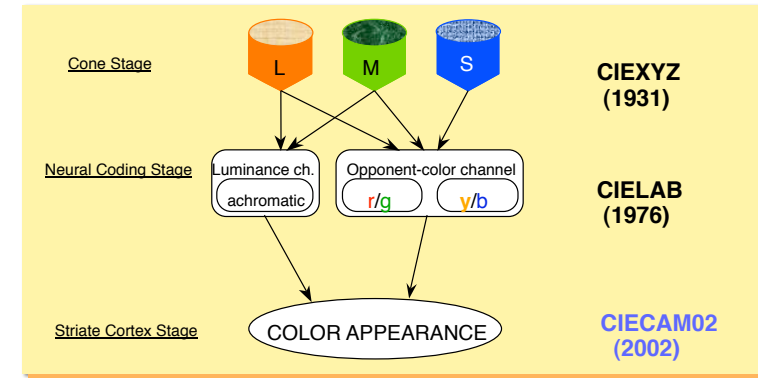 Cone Stage
L
M
S
CIEXYZ
(1931)
Neural Coding Stage
Luminance ch.
achromatic
Opponent-color channel
r/g
y/b
CIELAB
(1976)
Striate Cortex Stage
COLOR APPEARANCE
CIECAM02
(2002)